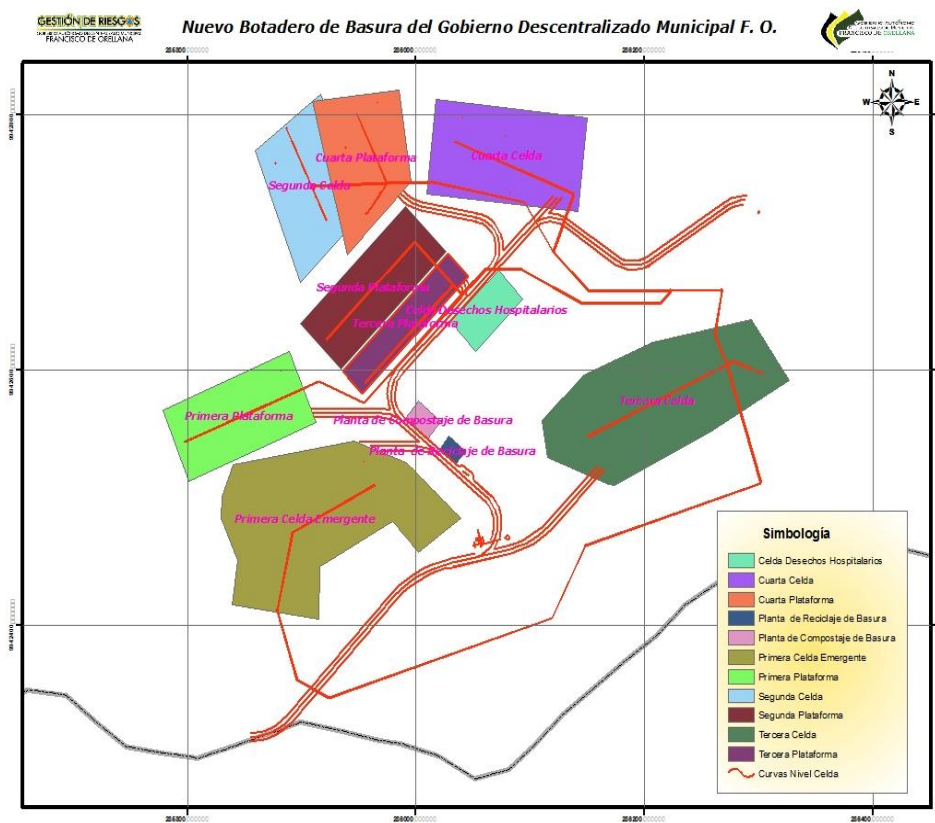 GESTIÓN DE RIESGOS
FRANCISCO DE ORELLANA
Nuevo Botadero de Basura del Gobierno Descentralizado Municipal F. O.
FRANCISCO DE ORELLANA
N
W
E
S
Cuarta Plataforma
Cuarta Celda
Segunda Celda
Segunda Plataforma
Celda Desechos Hospitalarios
Tercera Plataforma
Tercera Celda
Primera Plataforma
Planta de Compostaje de Basura
Planta de Reciclaje de Basura
Primera Celda Emergente
Simbología
Celda Desechos Hospitalarios
Cuarta Celda
Cuarta Plataforma
Planta de Reciclaje de Basura
Planta de Compostaje de Basura
Primera Celda Emergente
Primera Plataforma
Segunda Celda
Segunda Plataforma
Tercera Celda
Tercera Plataforma
Curvas Nivel Celda